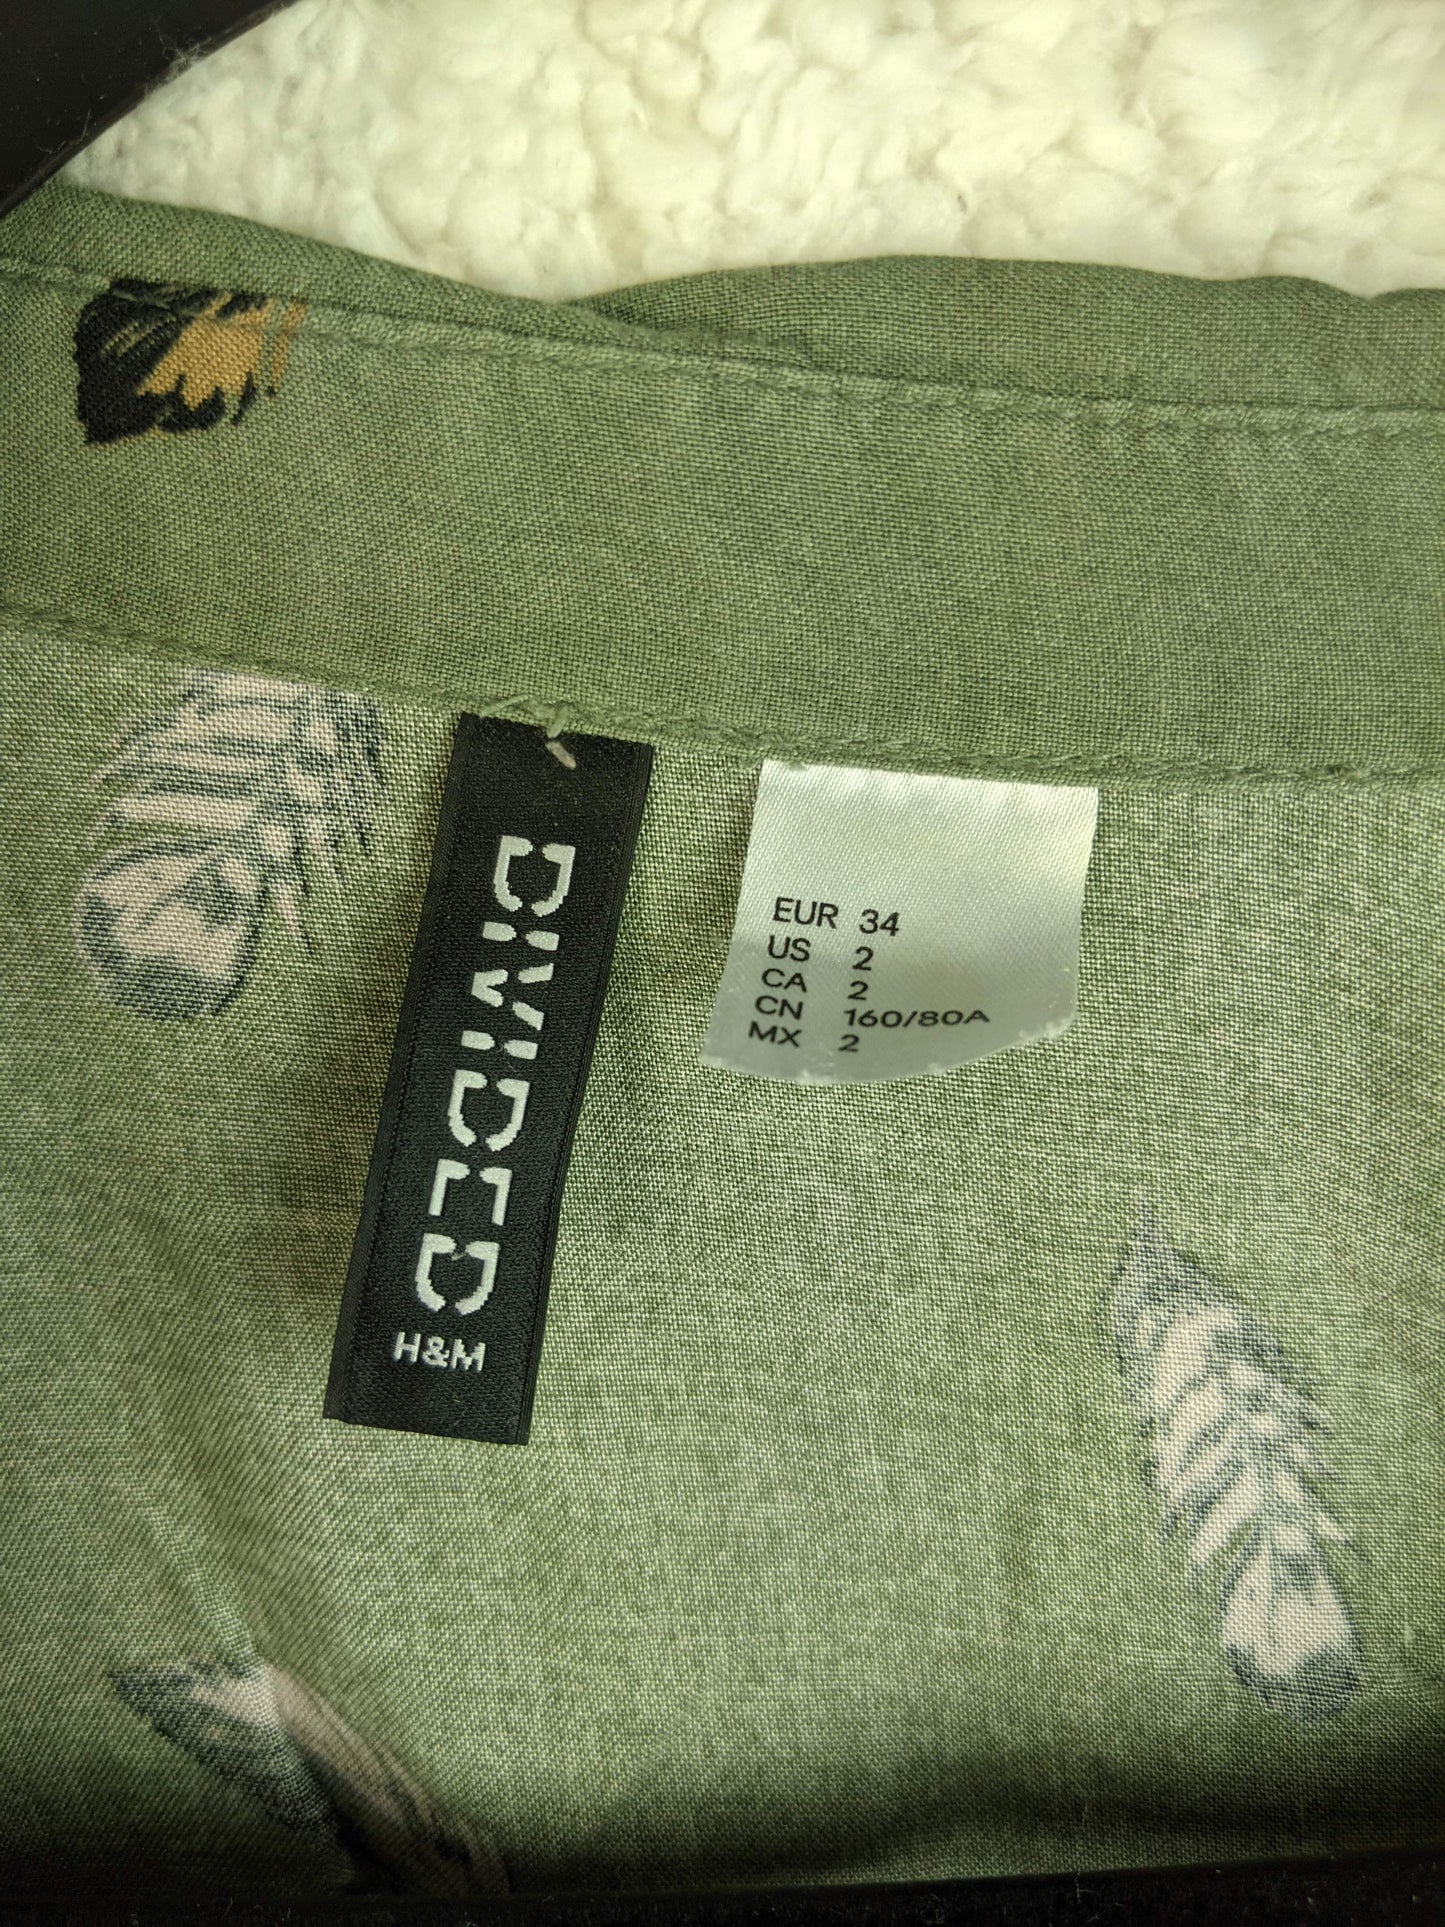 DIVIDED
H&M
EUR 34
US 2
CA 2
CN 160/80A
MX 2